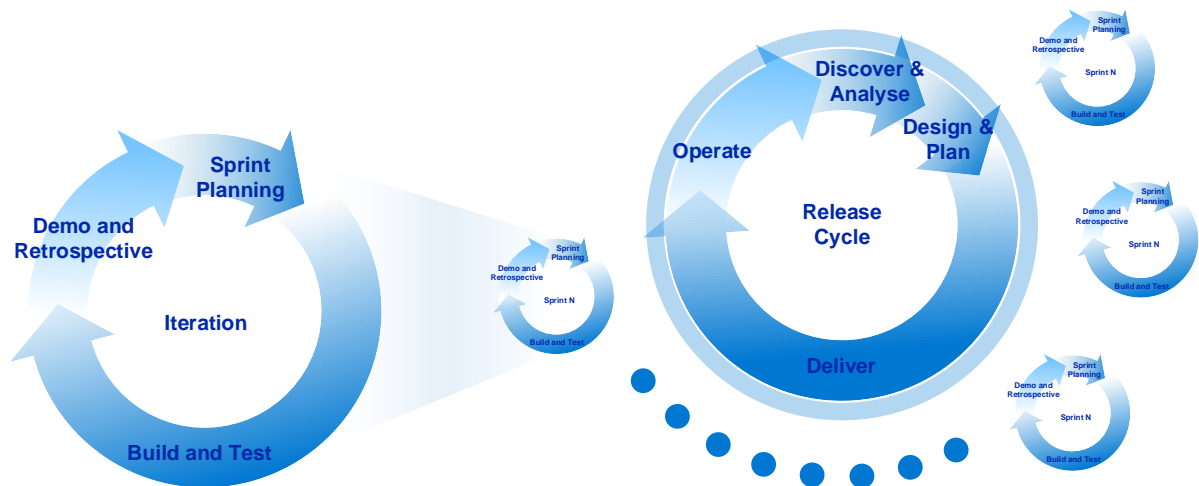 Sprint
Planning
Demo and
Retrospective
Iteration
Build and Test
Sprint
Planning
Demo and
Retrospective
Sprint N
Build and Test
Discover &
Analyse
Design &
Plan
Operate
Release
Cycle
Deliver
Sprint
Planning
Demo and
Retrospective
Sprint N
Build and Test
Sprint
Planning
Demo and
Retrospective
Sprint N
Build and Test
Sprint
Planning
Demo and
Retrospective
Sprint N
Build and Test